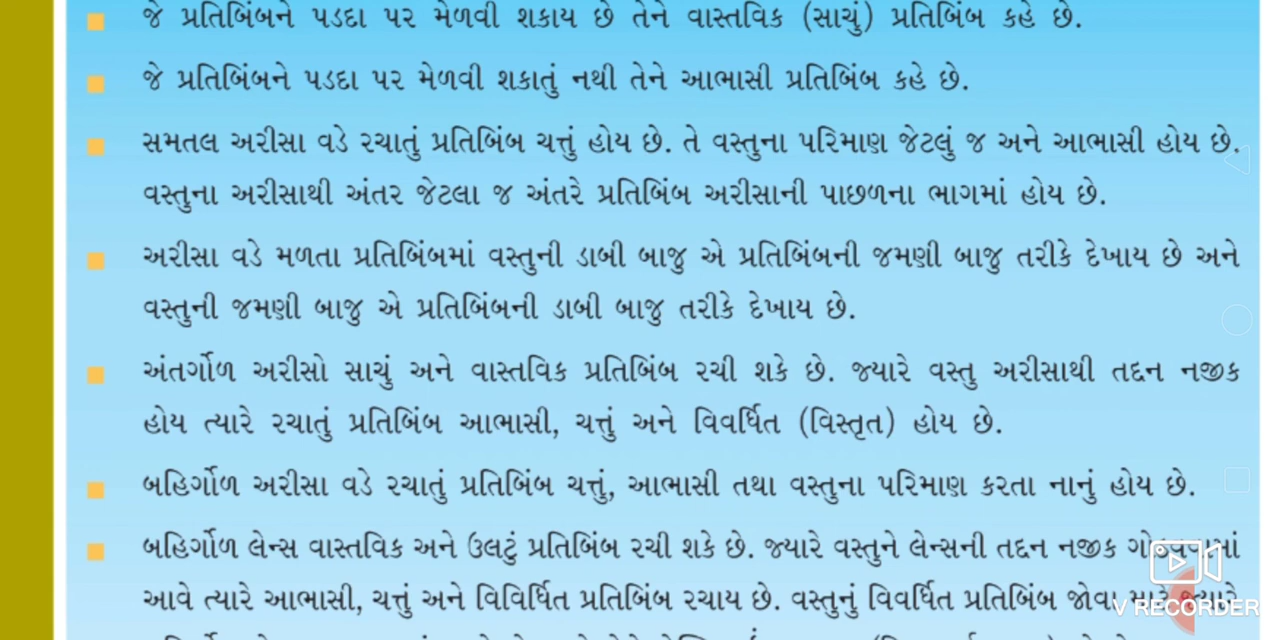 જે પ્રતિબિંબને પડદા પર મેળવી શકાય છે તેને વાસ્તવિક (સાચું) પ્રતિબિંબ કહે છે.
જે પ્રતિબિંબને પડદા પર મેળવી શકાતું નથી તેને આભાસી પ્રતિબિંબ કહે છે.
સમતલ અરીસા વડે રચાતું પ્રતિબિંબ ચત્તું હોય છે. તે વસ્તુના પરિમાણ જેટલું જ અને આભાસી હોય છે.
વસ્તુના અરીસાથી અંતર જેટલા જ અંતરે પ્રતિબિંબ અરીસાની પાછળના ભાગમાં હોય છે.
અરીસા વડે મળતા પ્રતિબિંબમાં વસ્તુની ડાબી બાજુ એ પ્રતિબિંબની જમણી બાજુ તરીકે દેખાય છે અને
વસ્તુની જમણી બાજુ એ પ્રતિબિંબની ડાબી બાજુ તરીકે દેખાય છે.
અંતર્ગોળ અરીસો સાચું અને વાસ્તવિક પ્રતિબિંબ રચી શકે છે. જ્યારે વસ્તુ અરીસાથી તદ્દન નજીક
હોય ત્યારે રચાતું પ્રતિબિંબ આભાસી, ચત્તું અને વિવર્ધિત (વિસ્તૃત) હોય છે.
બહિર્ગોળ અરીસા વડે રચાતું પ્રતિબિંબ ચત્તું, આભાસી તથા વસ્તુના પરિમાણ કરતા નાનું હોય છે.
બહિર્ગોળ લેન્સ વાસ્તવિક અને ઉલટું પ્રતિબિંબ રચી શકે છે. જ્યારે વસ્તુને લેન્સની તદ્દન નજીક ગોઠવવામાં
આવે ત્યારે આભાસી, ચત્તું અને વિવિર્ધિત પ્રતિબિંબ રચાય છે. વસ્તુનું વિવર્ધિત પ્રતિબિંબ જોવા
V RECORDER